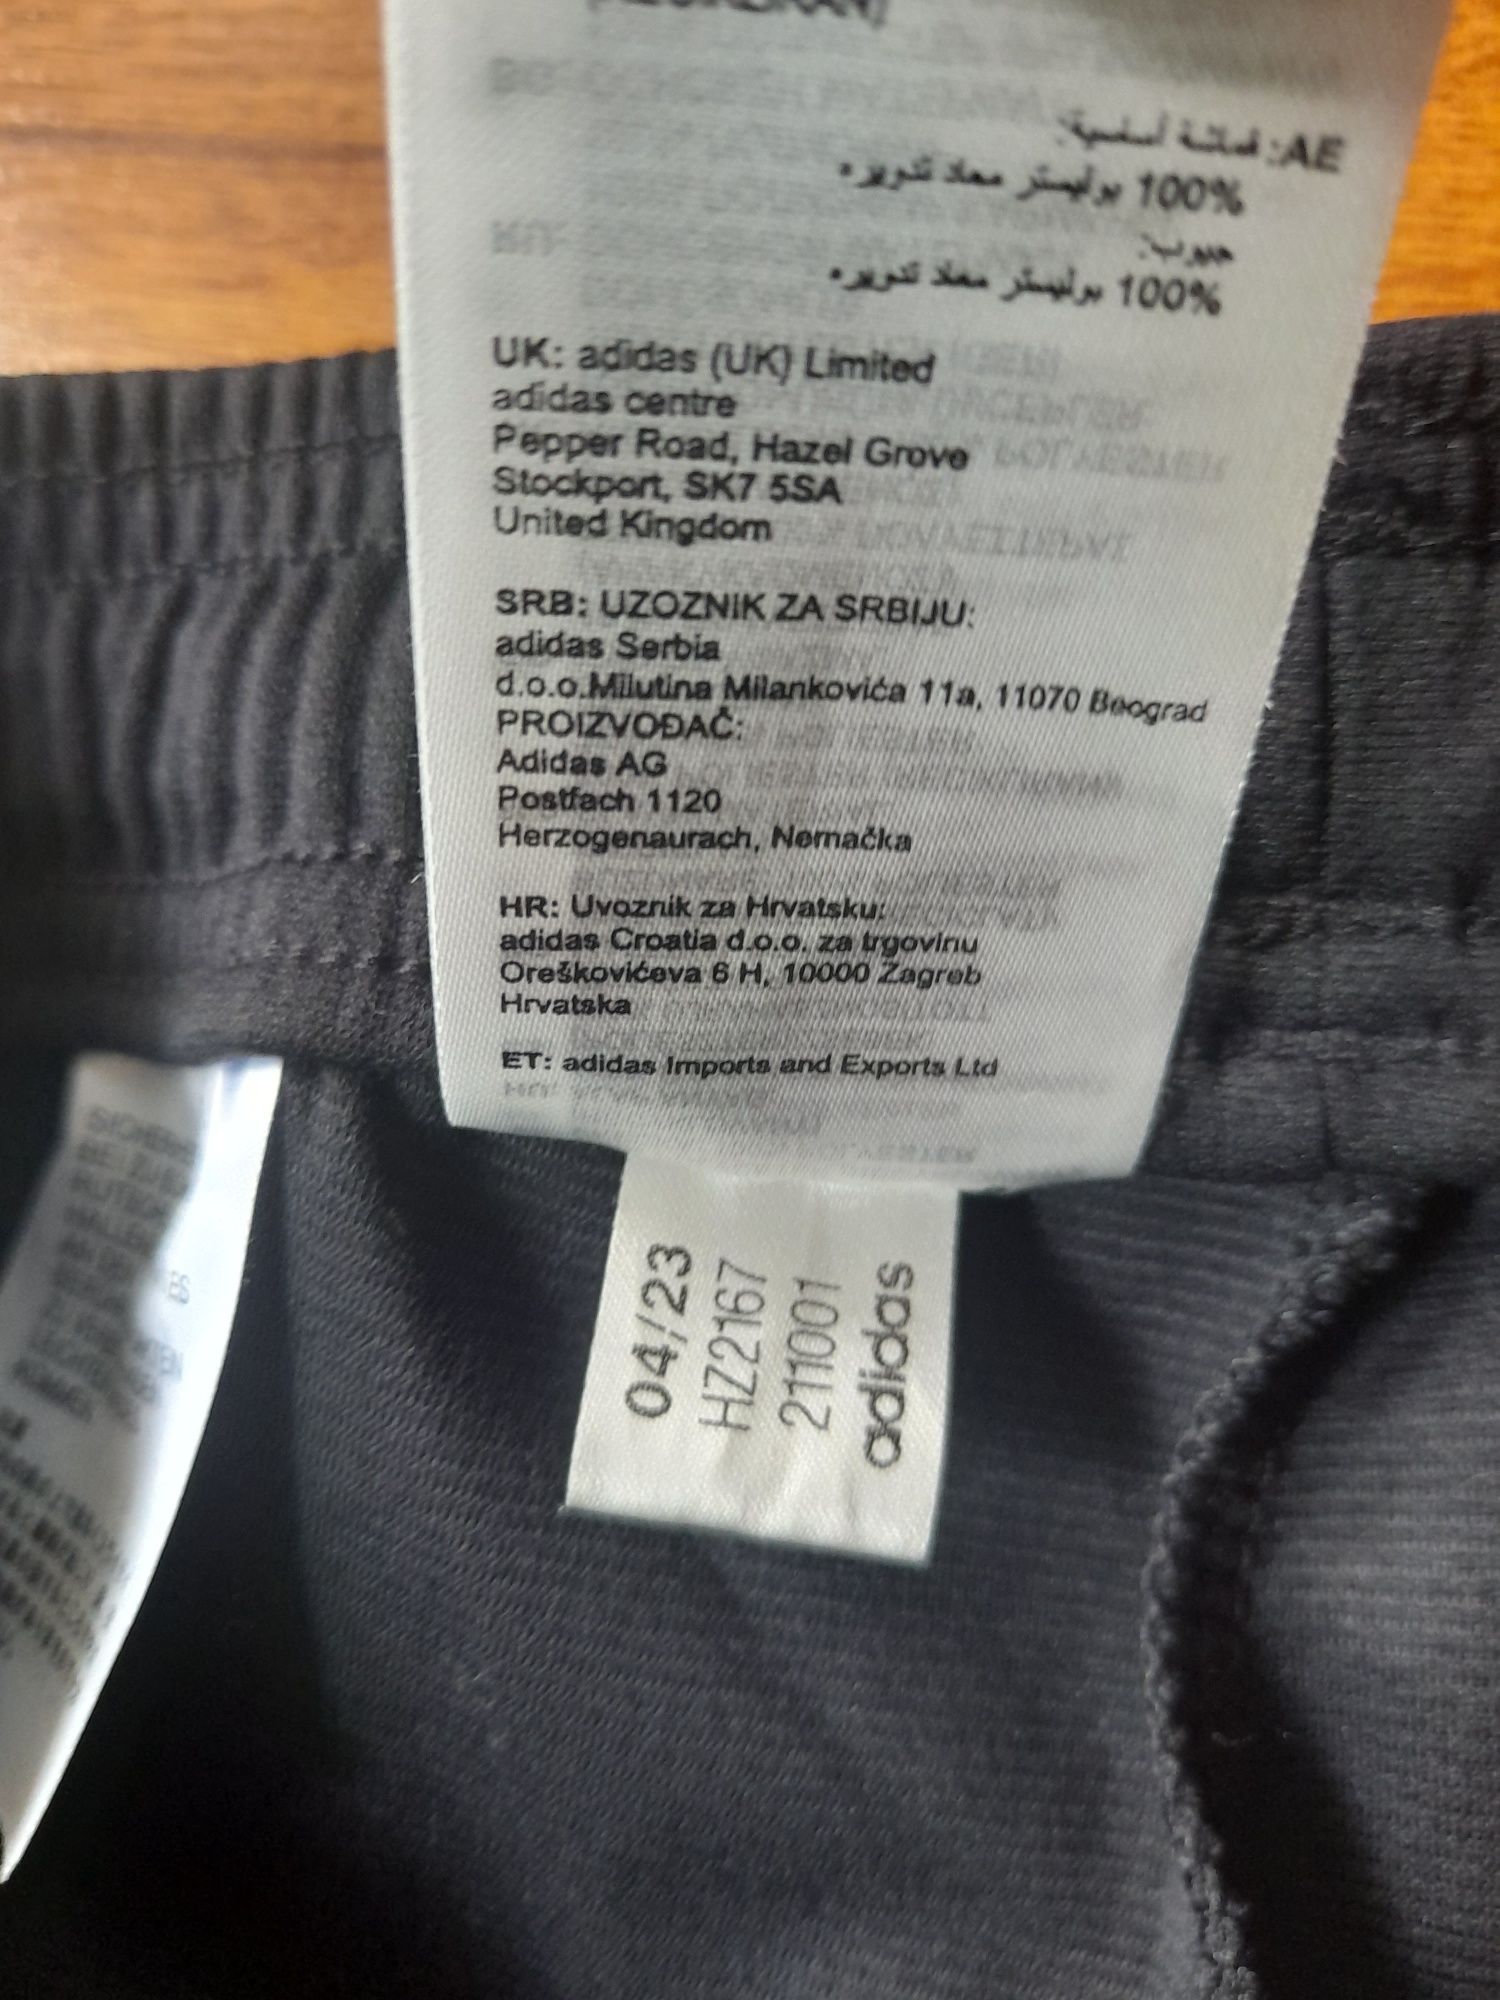 AE: قماشة أساسية:
100% بوليستر معاد تدويره
جيوب:
100% بوليستر معاد تدويره
UK: adidas (UK) Limited
adidas centre
Pepper Road, Hazel Grove
Stockport, SK7 5SA
United Kingdom
SRB: UZOZNIK ZA SRBIJU:
adidas Serbia
d.o.o.Milutina Milankovića 11a, 11070 Beograd
PROIZVOĐAČ:
Adidas AG
Postfach 1120
Herzogenaurach, Nemačka
HR: Uvoznik za Hrvatsku:
adidas Croatia d.o.o. za trgovinu
Oreškovićeva 6 H, 10000 Zagreb
Hrvatska
ET: adidas Imports and Exports Ltd
04/23
HZ2167
211001
adidas